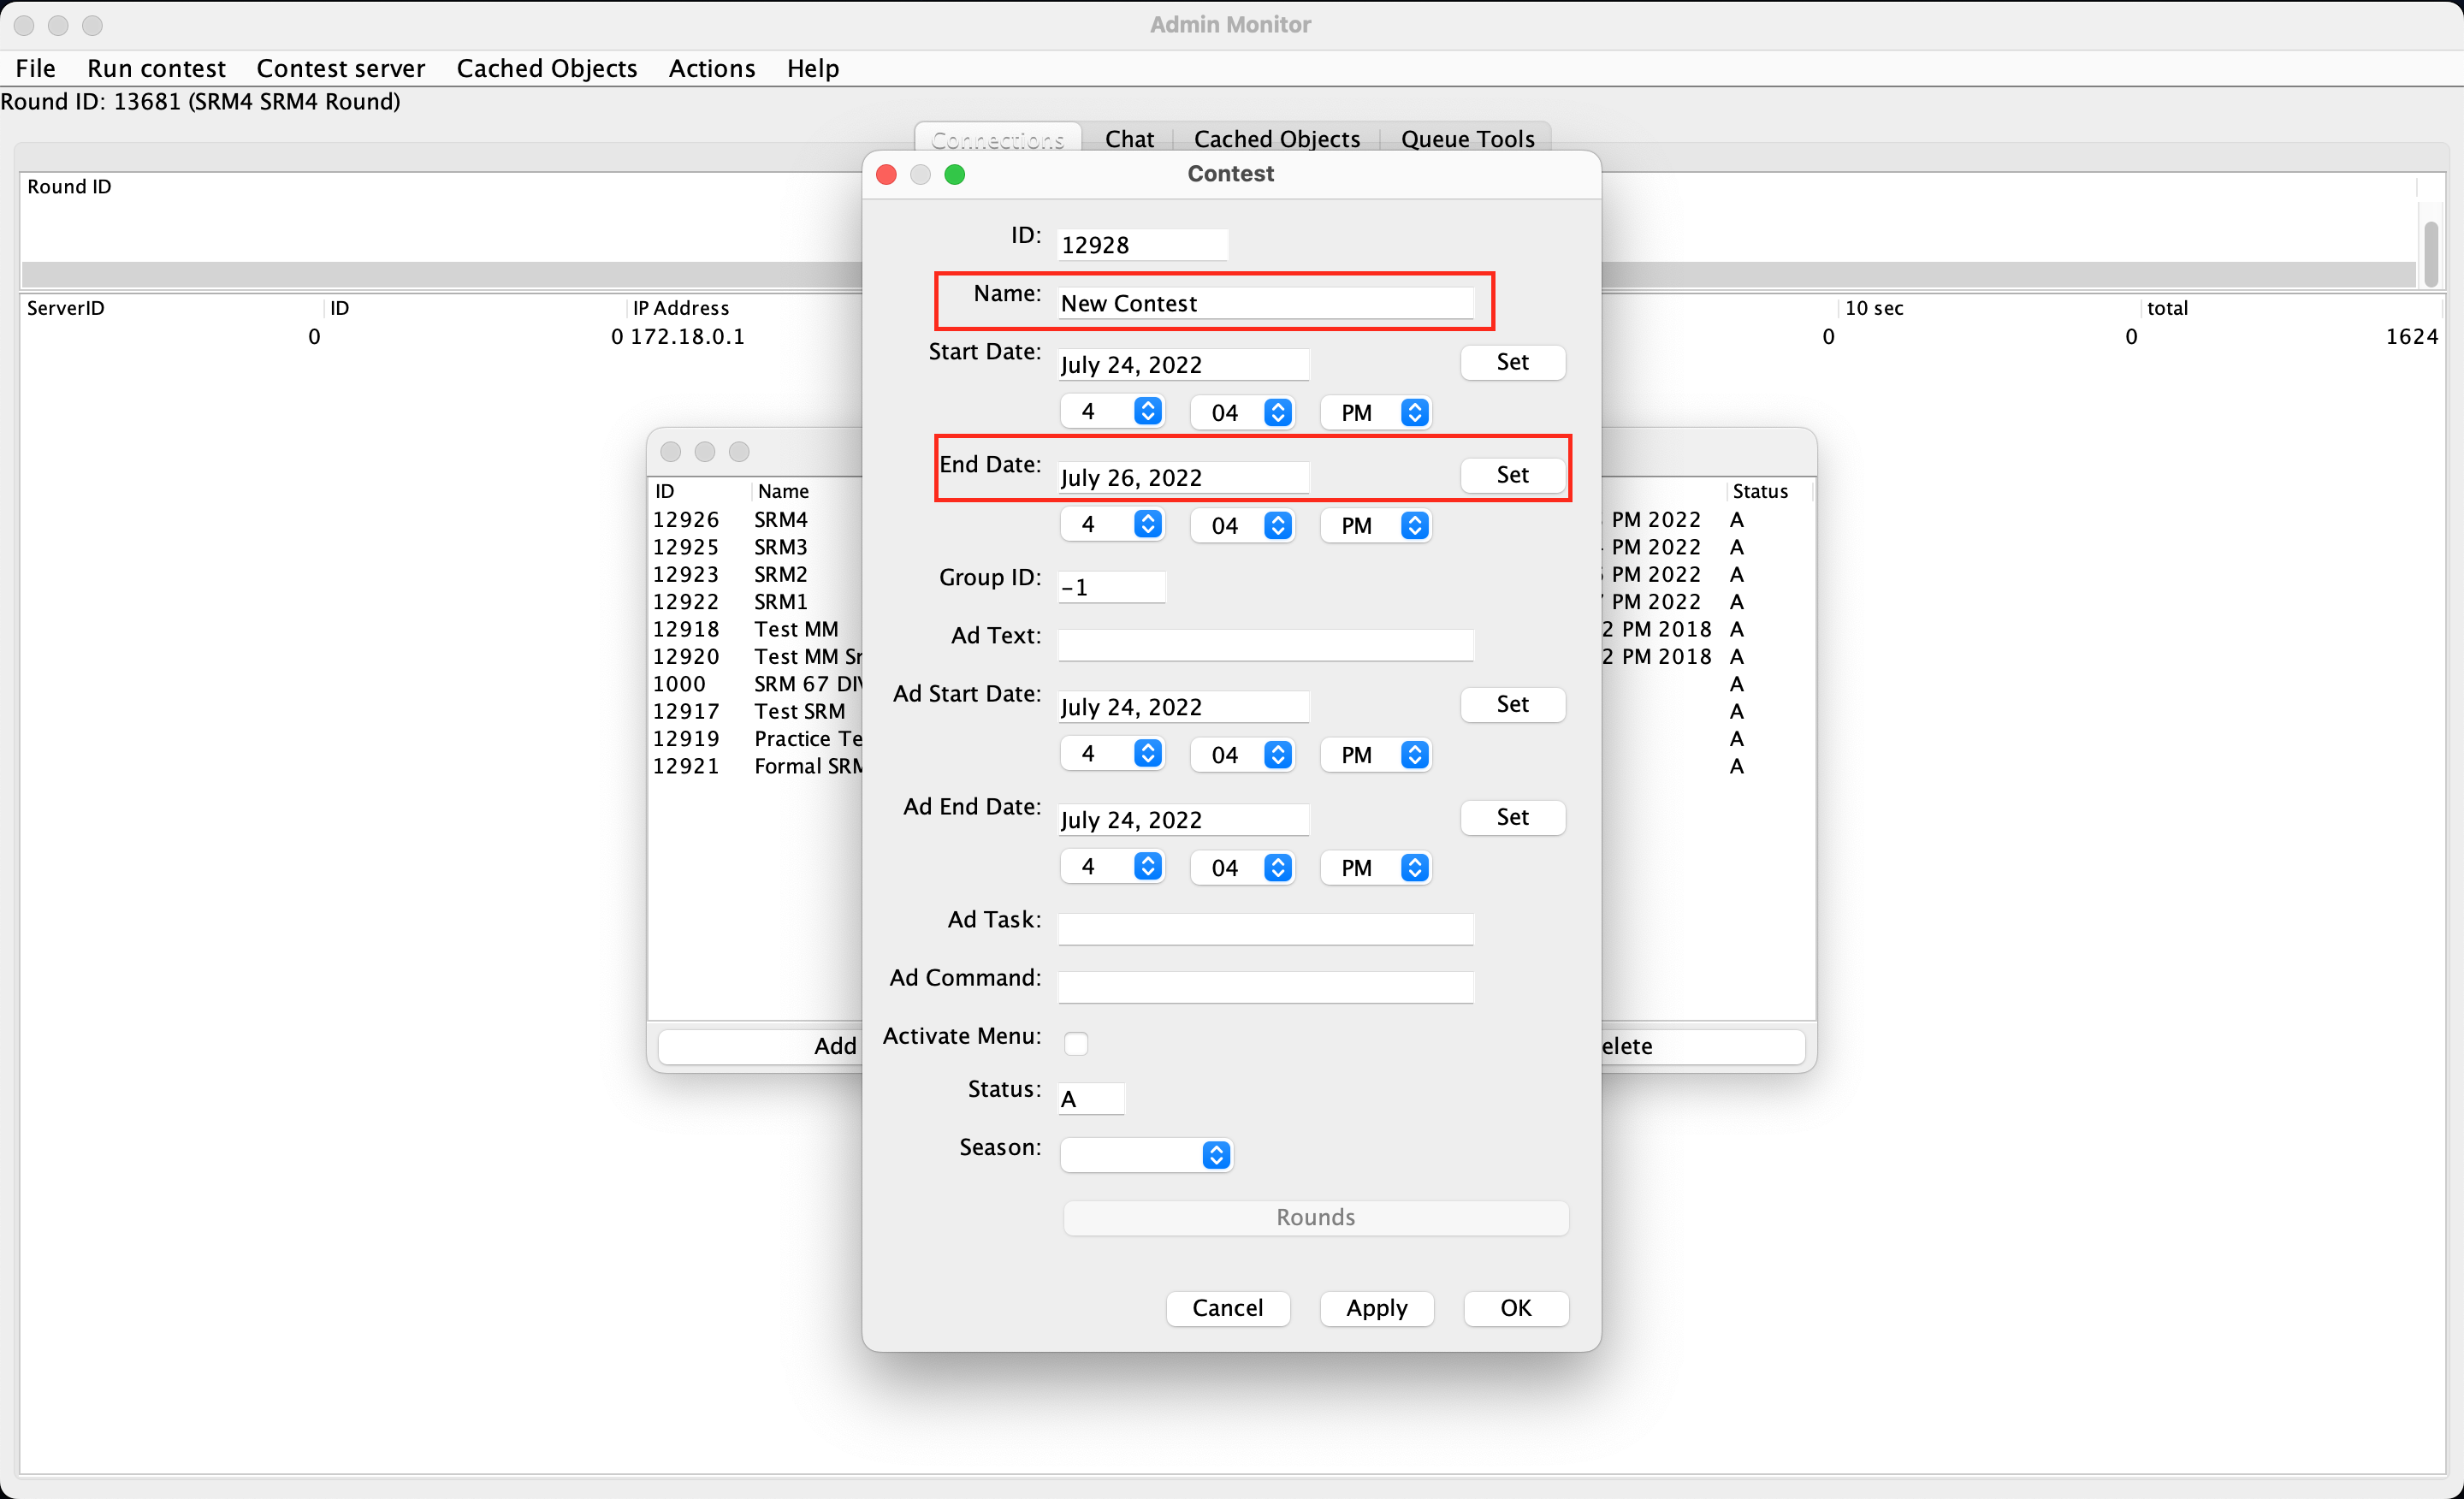 Admin Monitor
File Run contest Contest server Cached Objects Actions Help
Round ID: 13681 (SRM4 SRM4 Round)
Connections Chat Cached Objects Queue Tools
Round ID
ServerID ID IP Address 10 sec total
0 0 172.18.0.1 0 0 1624
Contest
ID: 12928
Name: New Contest
Start Date: July 24, 2022 Set
4 04 PM
End Date: July 26, 2022 Set
4 04 PM
Group ID: -1
Ad Text:
Ad Start Date: July 24, 2022 Set
4 04 PM
Ad End Date: July 24, 2022 Set
4 04 PM
Ad Task:
Ad Command:
Activate Menu:
Status: A
Season:
Rounds
Cancel Apply OK
ID Name Status
12926 SRM4 PM 2022 A
12925 SRM3 PM 2022 A
12923 SRM2 PM 2022 A
12922 SRM1 PM 2022 A
12918 Test MM 2 PM 2018 A
12920 Test MM Sr 2 PM 2018 A
1000 SRM 67 DIV A
12917 Test SRM A
12919 Practice Te A
12921 Formal SRM A
Add elete